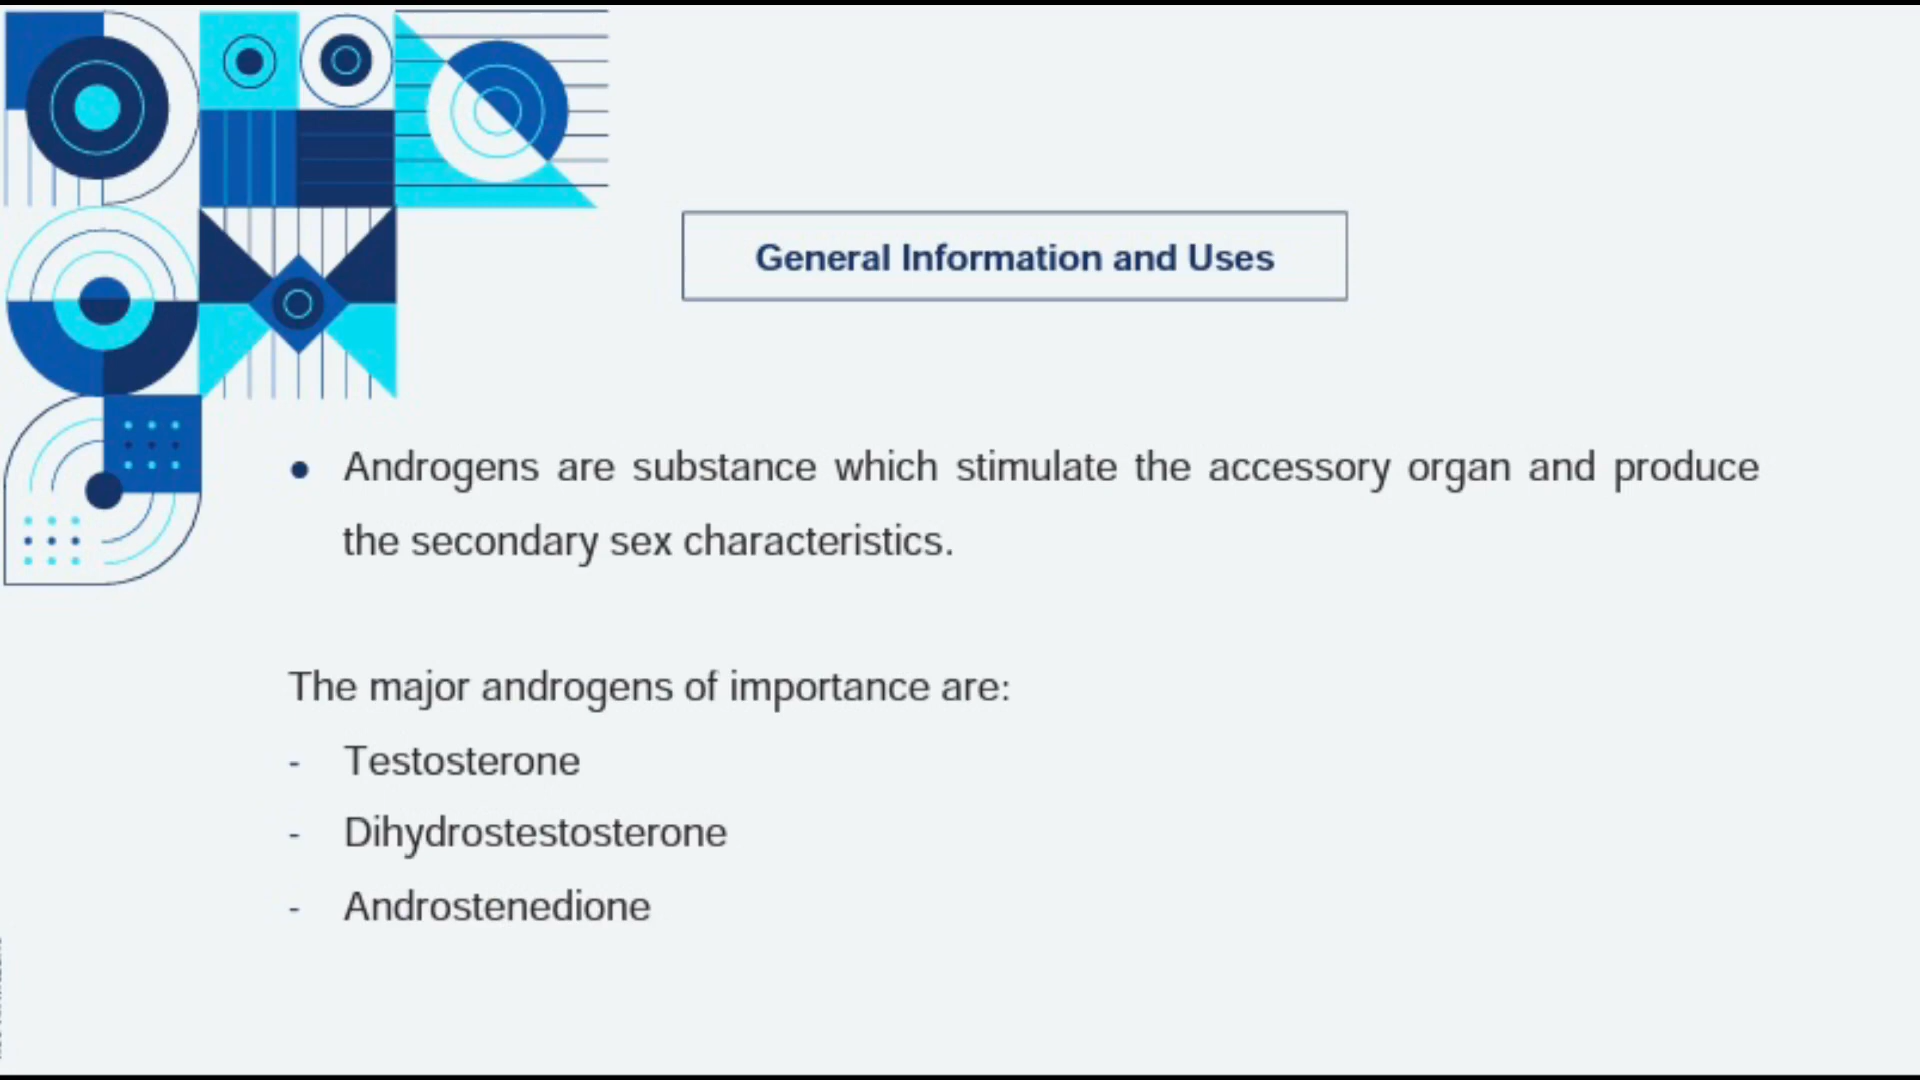 General Information and Uses
● Androgens are substance which stimulate the accessory organ and produce
the secondary sex characteristics.
The major androgens of importance are:
- Testosterone
- Dihydrostestosterone
- Androstenedione